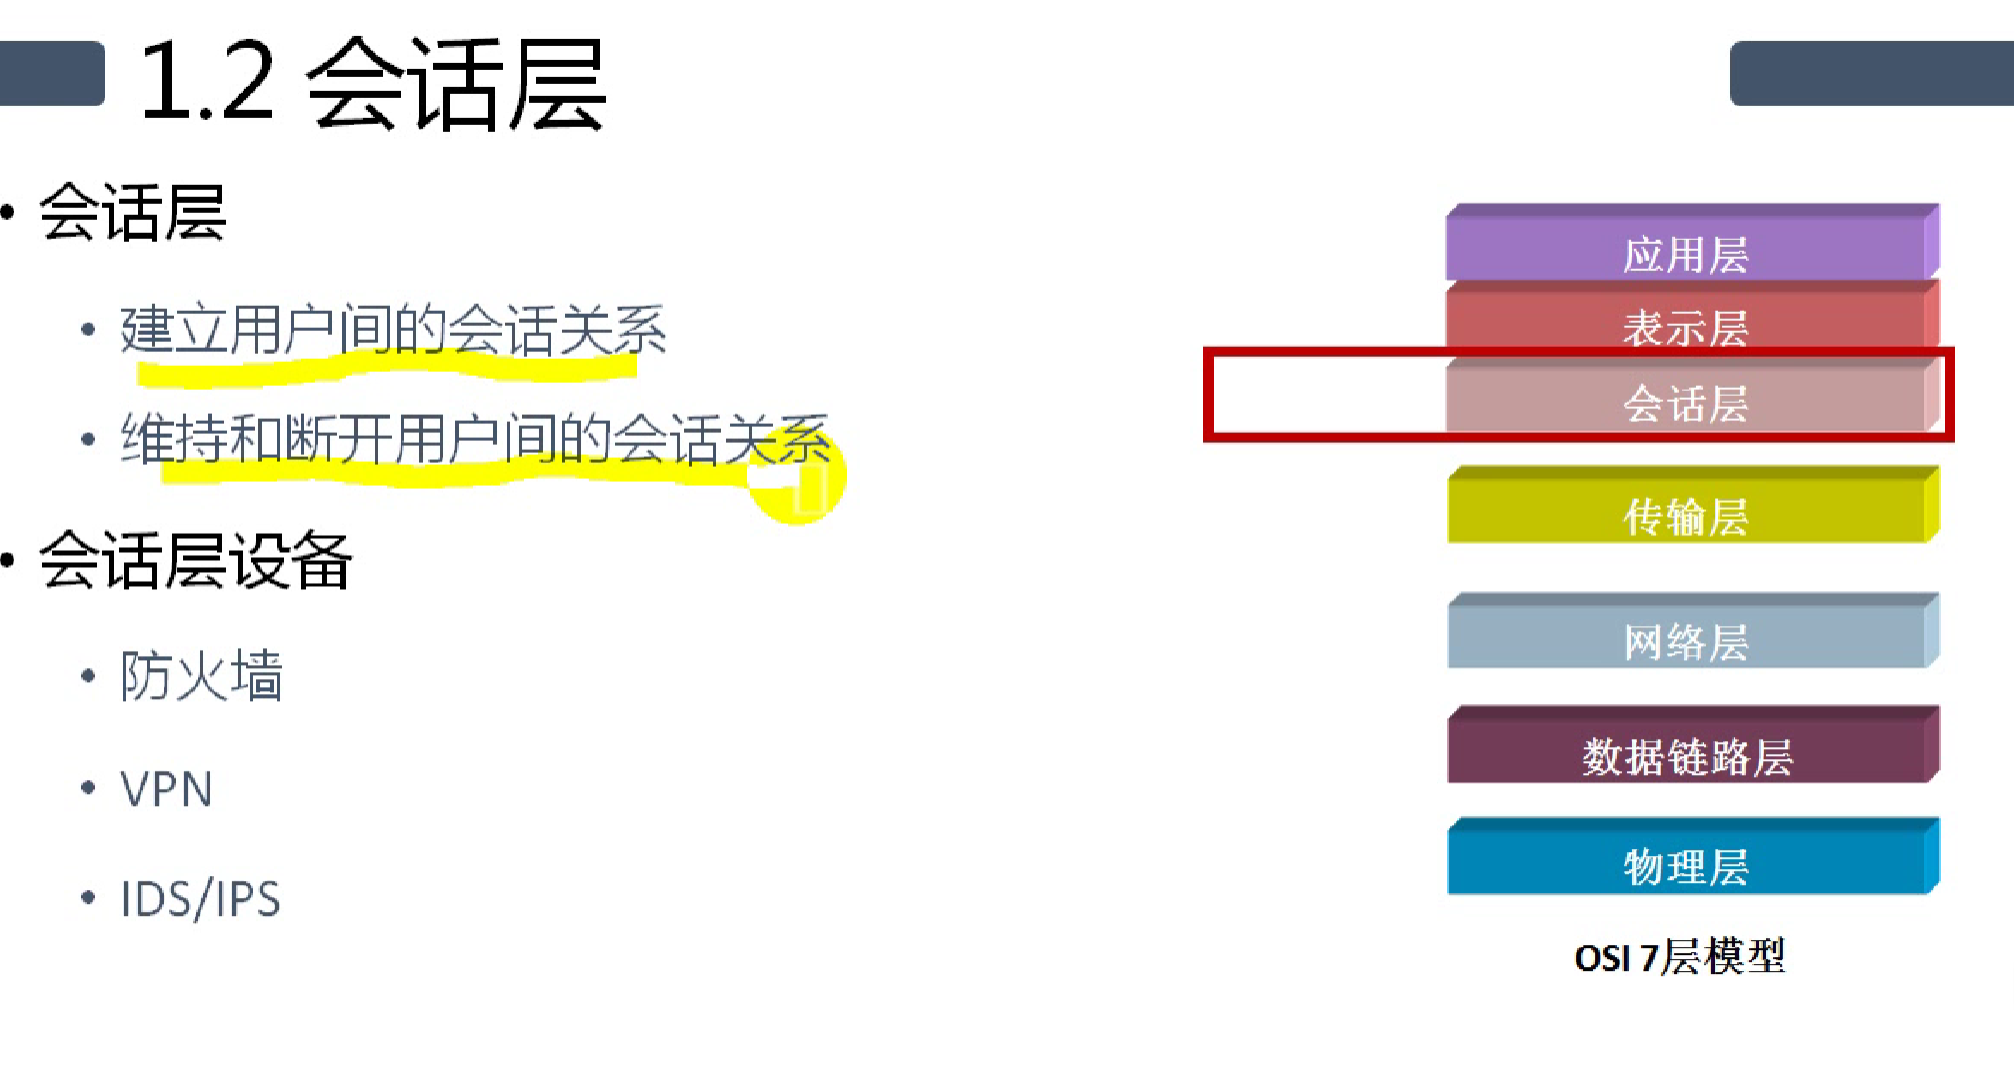 1.2 会话层
• 会话层
• 建立用户间的会话关系
• 维持和断开用户间的会话关系
• 会话层设备
• 防火墙
• VPN
• IDS/IPS
应用层
表示层
会话层
传输层
网络层
数据链路层
物理层
OSI 7层模型